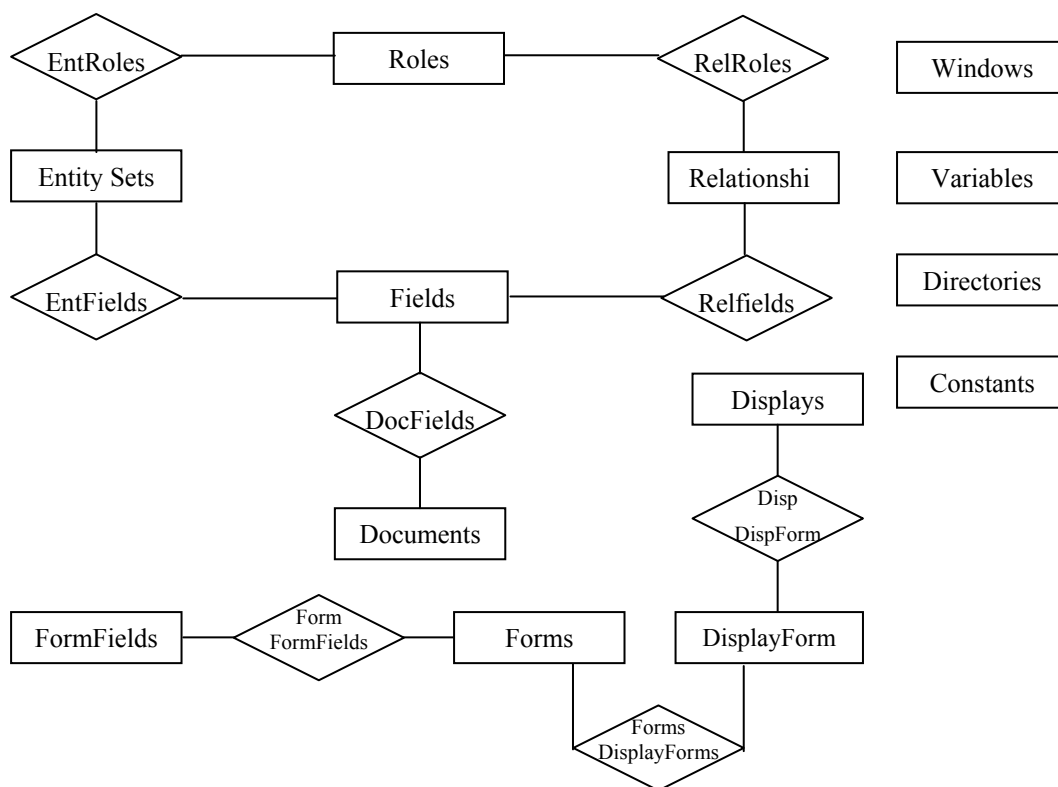 EntRoles
Roles
RelRoles
Windows
Entity Sets
Relationshi
Variables
EntFields
Fields
Relfields
Directories
DocFields
Displays
Constants
Documents
Disp
DispForm
FormFields
Form
FormFields
Forms
DisplayForm
Forms
DisplayForms